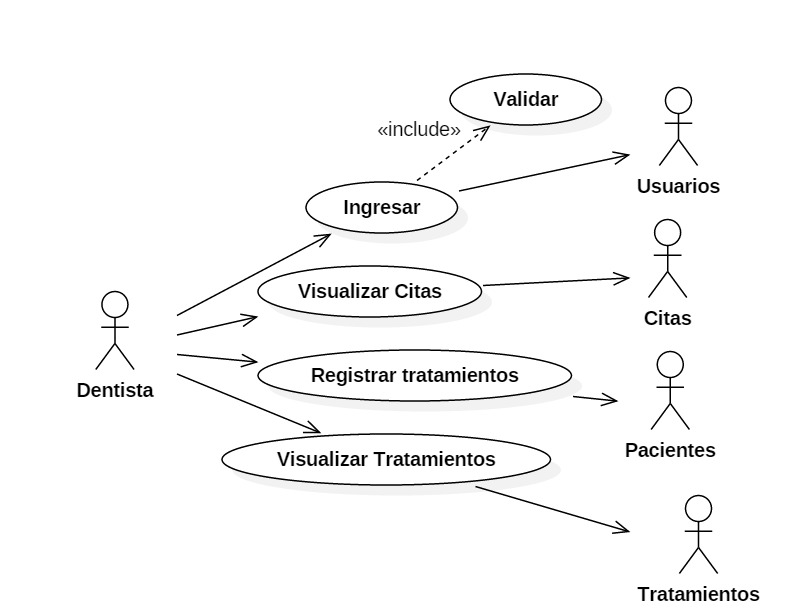 Validar
«include»
Usuarios
Ingresar
Visualizar Citas
Citas
Dentista
Registrar tratamientos
Pacientes
Visualizar Tratamientos
Tratamientos